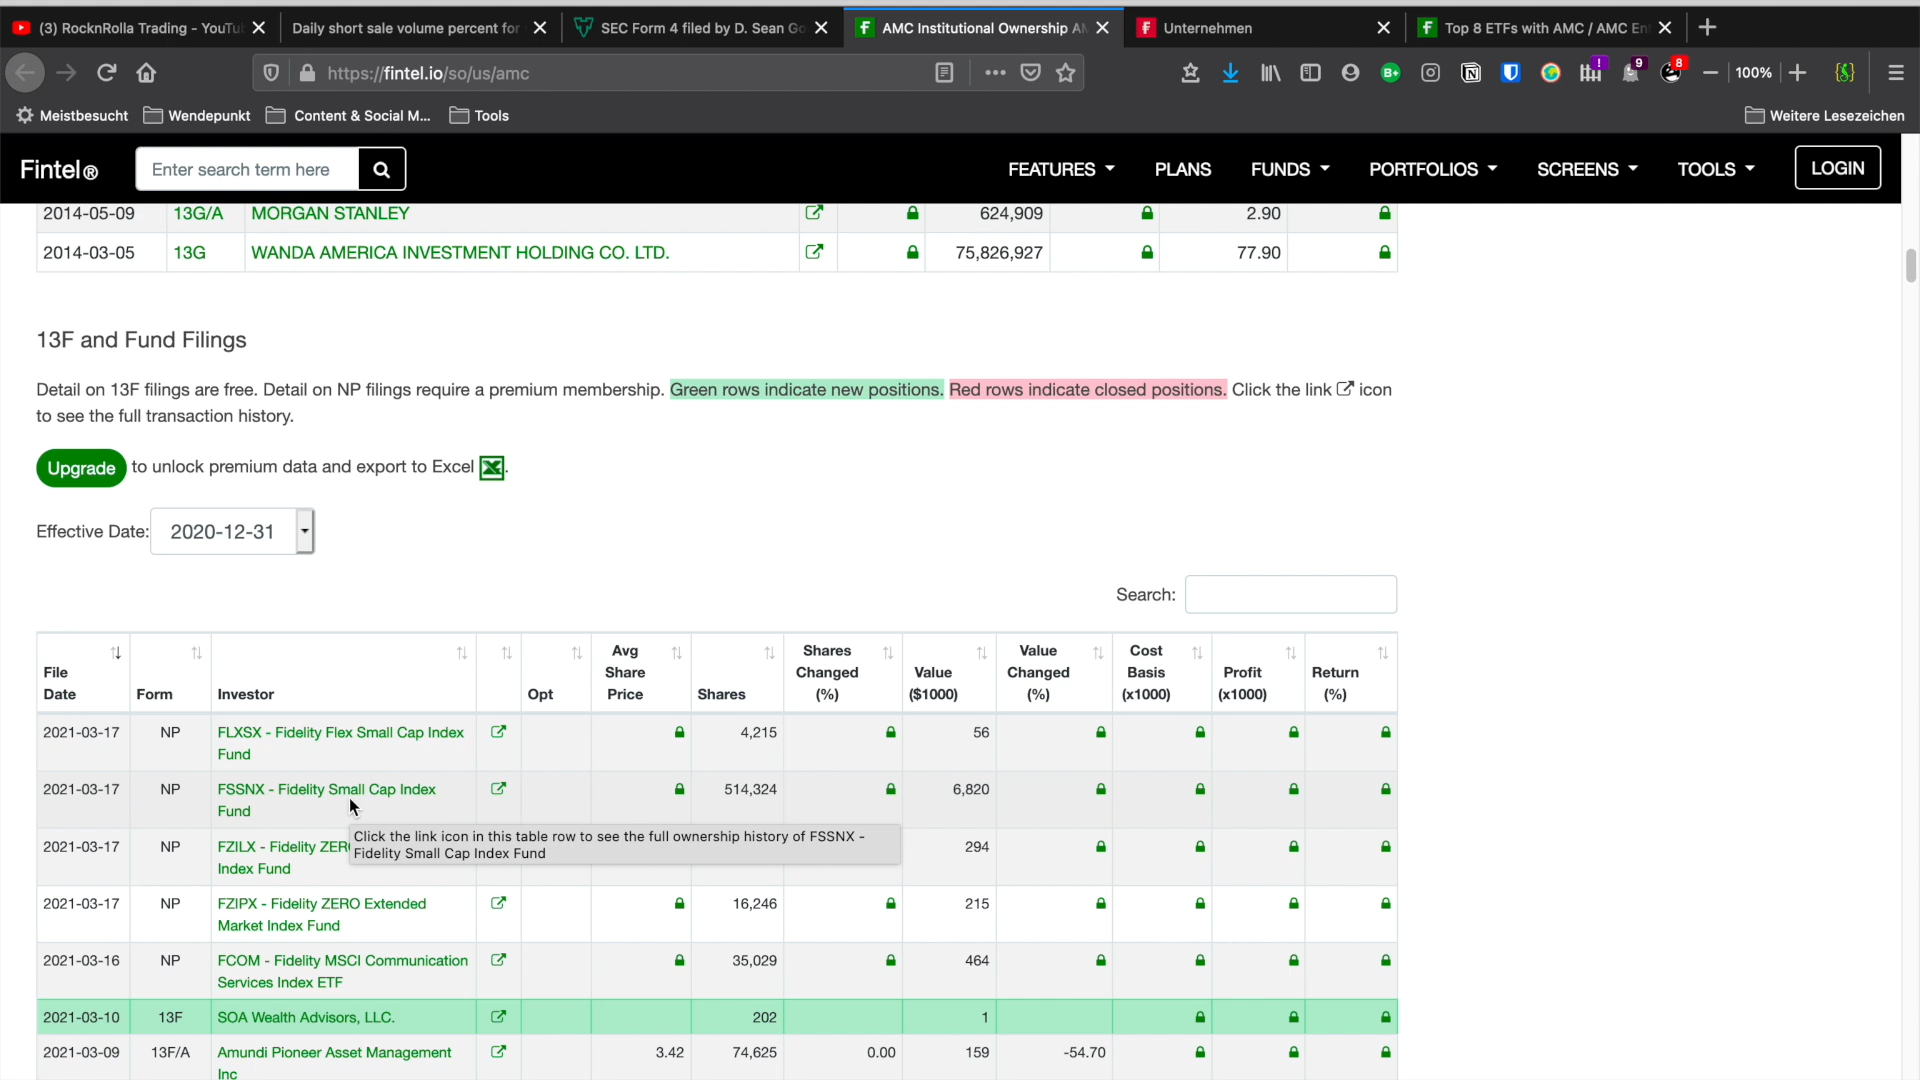 (3) RocknRolla Trading - YouTu
Daily short sale volume percent for
SEC Form 4 filed by D. Sean Go
AMC Institutional Ownership AM
Unternehmen
Top 8 ETFs with AMC / AMC En
https://fintel.io/so/us/amc
B+
!
9
8
100%
Meistbesucht
Wendepunkt
Content & Social M...
Tools
Weitere Lesezeichen
Fintel®
Enter search term here
FEATURES
PLANS
FUNDS
PORTFOLIOS
SCREENS
TOOLS
LOGIN
2014-05-09 13G/A MORGAN STANLEY 624,909 2.90
2014-03-05 13G WANDA AMERICA INVESTMENT HOLDING CO. LTD. 75,826,927 77.90
13F and Fund Filings
Detail on 13F filings are free. Detail on NP filings require a premium membership. Green rows indicate new positions. Red rows indicate closed positions. Click the link icon
to see the full transaction history.
Upgrade to unlock premium data and export to Excel .
Effective Date: 2020-12-31
Search:
File Date
Form
Investor
Opt
Avg Share Price
Shares
Shares Changed (%)
Value ($1000)
Value Changed (%)
Cost Basis (x1000)
Profit (x1000)
Return (%)
2021-03-17 NP FLXSX - Fidelity Flex Small Cap Index 4,215 56
Fund
2021-03-17 NP FSSNX - Fidelity Small Cap Index 514,324 6,820
Fund
Click the link icon in this table row to see the full ownership history of FSSNX -
Fidelity Small Cap Index Fund
2021-03-17 NP FZILX - Fidelity ZER 294
Index Fund
2021-03-17 NP FZIPX - Fidelity ZERO Extended 16,246 215
Market Index Fund
2021-03-16 NP FCOM - Fidelity MSCI Communication 35,029 464
Services Index ETF
2021-03-10 13F SOA Wealth Advisors, LLC. 202 1
2021-03-09 13F/A Amundi Pioneer Asset Management 3.42 74,625 0.00 159 -54.70
Inc